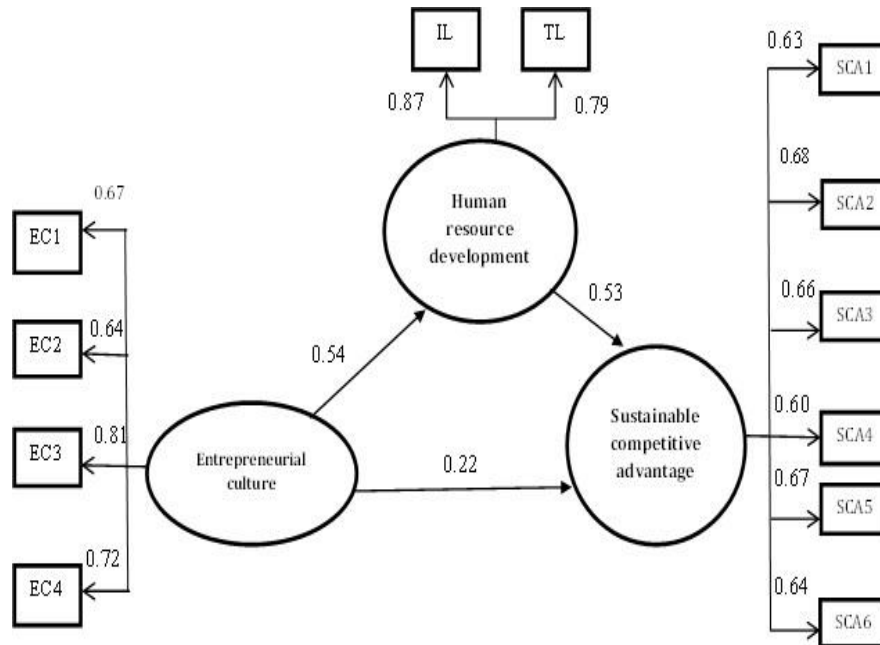 IL
TL
0.87
0.79
0.63
SCA1
0.68
SCA2
0.67
EC1
Human
resource
development
0.53
0.66
SCA3
0.64
EC2
0.54
0.60
SCA4
0.81
EC3
Entrepreneurial
culture
0.22
Sustainable
competitive
advantage
0.67
SCA5
0.72
EC4
0.64
SCA6